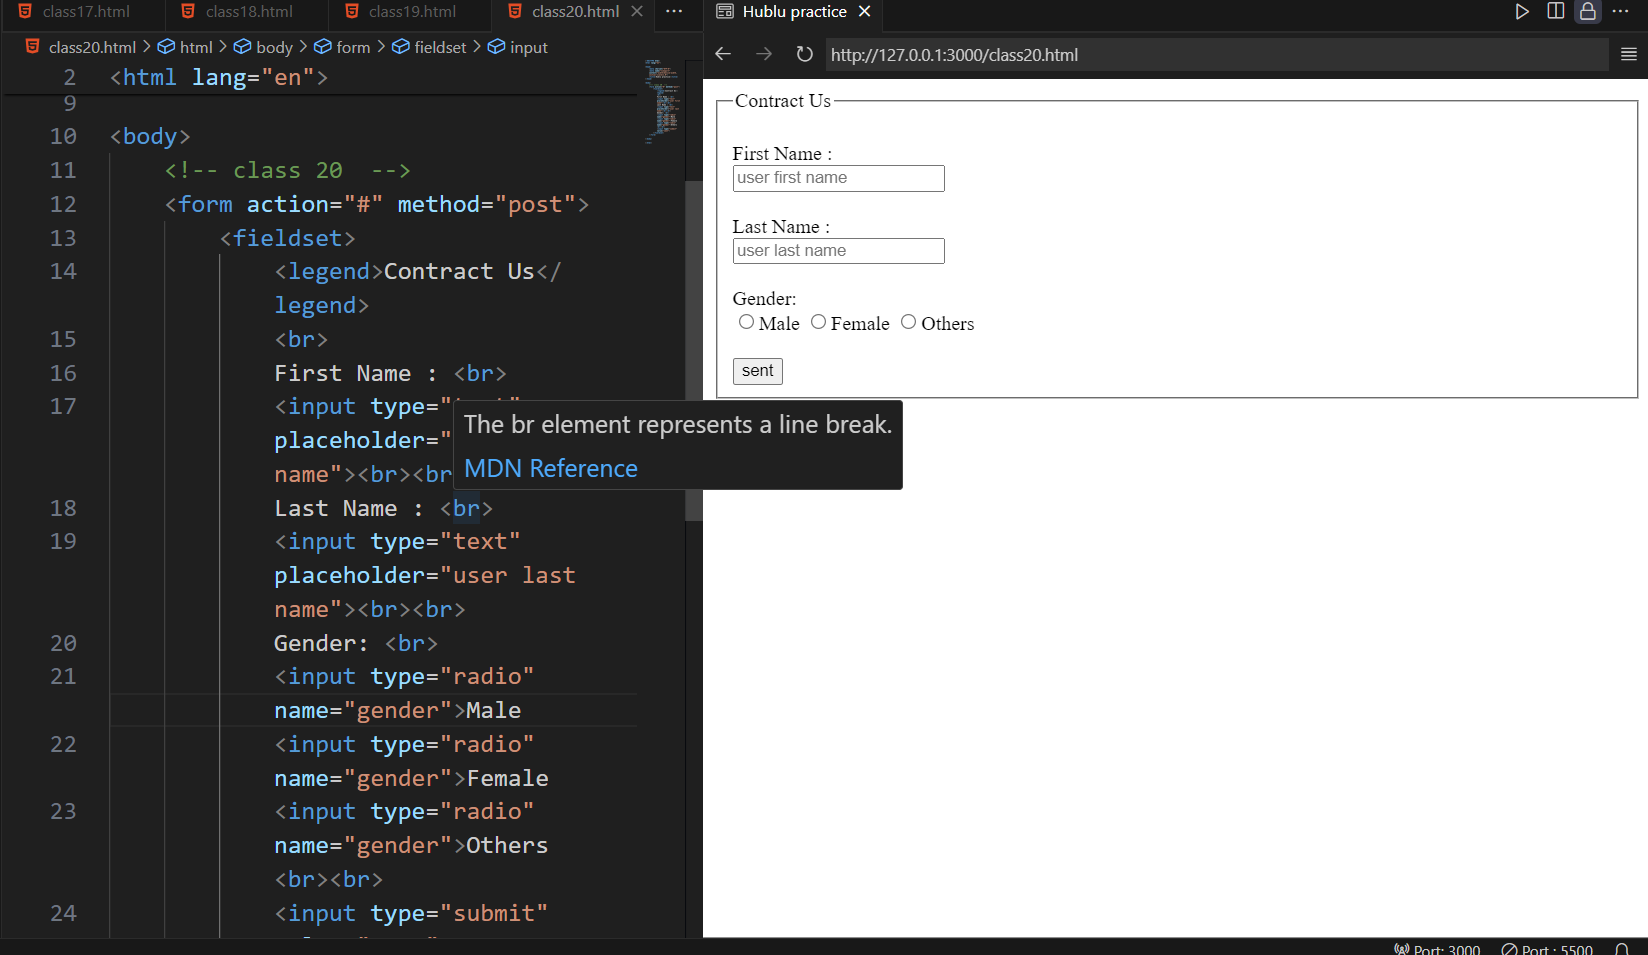 class17.html class18.html class19.html class20.html
class20.html > html > body > form > fieldset > input
2 <html lang="en">
9
10 <body>
11 <!-- class 20  -->
12 <form action="#" method="post">
13 <fieldset>
14 <legend>Contract Us</
legend>
15 <br>
16 First Name : <br>
17 <input type="
placeholder="
name"><br><br
18 Last Name : <br>
19 <input type="text"
placeholder="user last
name"><br><br>
20 Gender: <br>
21 <input type="radio"
name="gender">Male
22 <input type="radio"
name="gender">Female
23 <input type="radio"
name="gender">Others
<br><br>
24 <input type="submit"
The br element represents a line break.
MDN Reference
Hublu practice
http://127.0.0.1:3000/class20.html
Contract Us
First Name :
user first name
Last Name :
user last name
Gender:
Male Female Others
sent
Port: 3000 Port : 5500